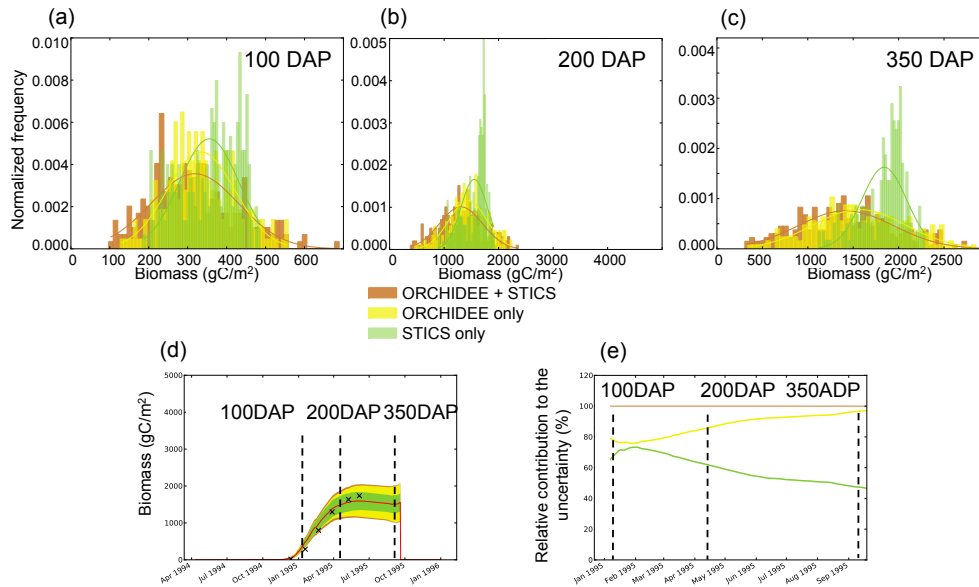 (a)
(b)
(c)
100 DAP
200 DAP
350 DAP
Normalized frequency
0.010
0.008
0.006
0.004
0.002
0.000
0 100 200 300 400 500 600
Biomass (gC/m²)
0.005
0.004
0.003
0.002
0.001
0.000
0 1000 2000 3000 4000
Biomass (gC/m²)
0.004
0.003
0.002
0.001
0.000
0 500 1000 1500 2000 2500
Biomass (gC/m²)
ORCHIDEE + STICS
ORCHIDEE only
STICS only
(d)
Biomass (gC/m²)
5000
4000
3000
2000
1000
0
100DAP 200DAP 350DAP
Apr 1994 Jul 1994 Oct 1994 Jan 1995 Apr 1995 Jul 1995 Oct 1995 Jan 1996
(e)
Relative contribution to the
uncertainty (%)
120
100
80
60
40
20
0
100DAP 200DAP 350ADP
Jan 1995 Feb 1995 Mar 1995 Apr 1995 May 1995 Jun 1995 Jul 1995 Aug 1995 Sep 1995